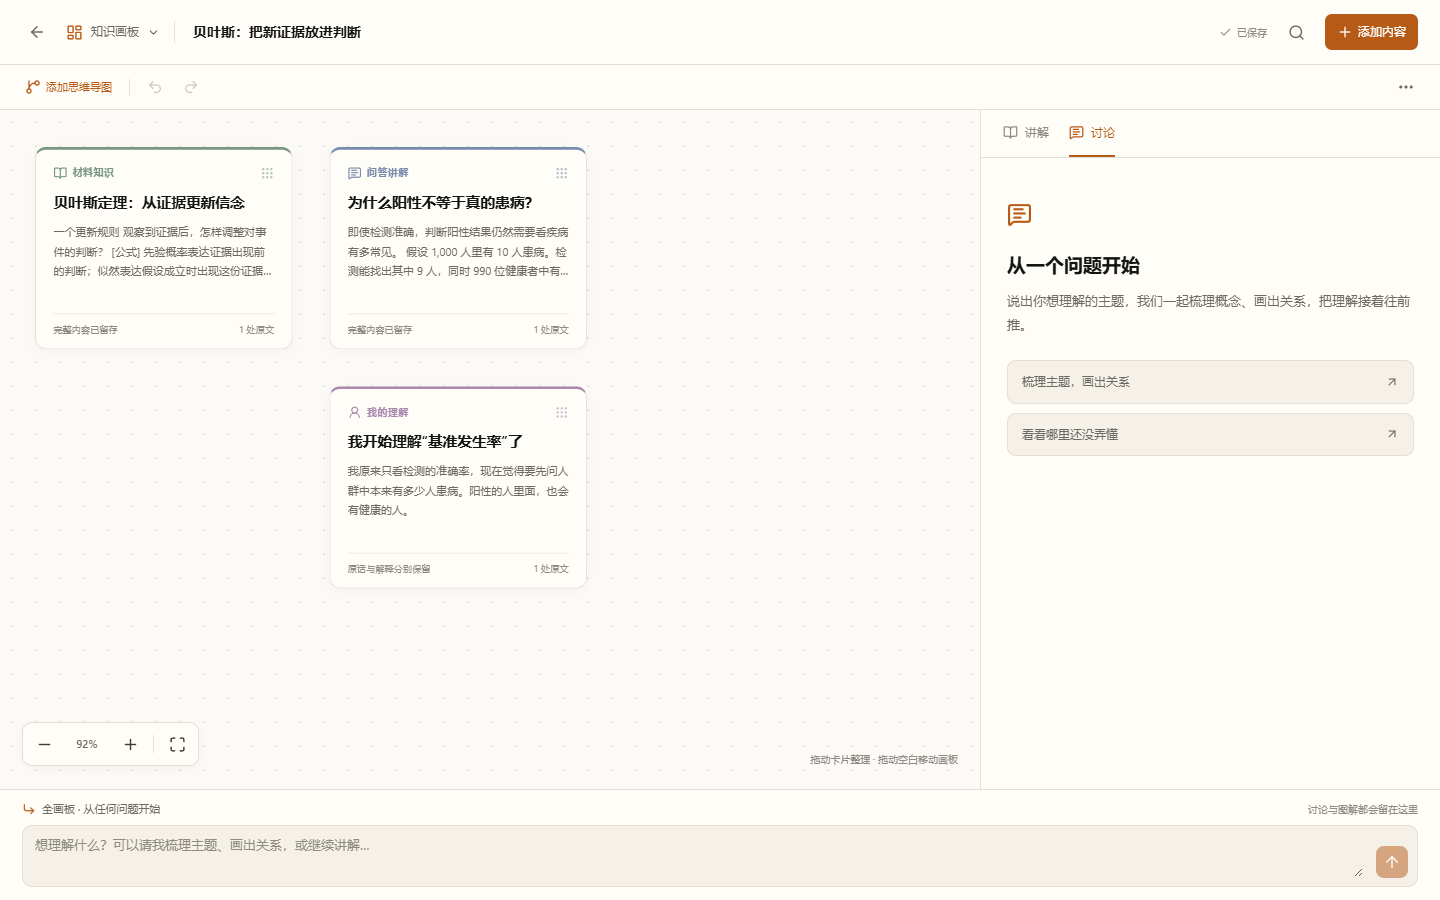 知识画板
贝叶斯：把新证据放进判断
已保存
添加内容
添加思维导图
材料知识
贝叶斯定理：从证据更新信念
一个更新规则 观察到证据后，怎样调整对事
件的判断？ [公式] 先验概率表达证据出现前
的判断；似然表达假设成立时出现这份证据...
完整内容已留存
1 处原文
问答讲解
为什么阳性不等于真的患病？
即使检测准确，判断阳性结果仍然需要看疾病
有多常见。 假设 1,000 人里有 10 人患病。检
测能找出其中 9 人，同时 990 位健康者中有...
完整内容已留存
1 处原文
我的理解
我开始理解“基准发生率”了
我原来只看检测的准确率，现在觉得要先问人
群中本来有多少人患病。阳性的人里面，也会
有健康的人。
原话与解释分别保留
1 处原文
92%
拖动卡片整理 · 拖动空白移动画板
讲解
讨论
从一个问题开始
说出你想理解的主题，我们一起梳理概念、画出关系，把理解接着往前
推。
梳理主题，画出关系
看看哪里还没弄懂
全画板 · 从任何问题开始
讨论与图解都会留在这里
想理解什么？可以请我梳理主题、画出关系，或继续讲解...